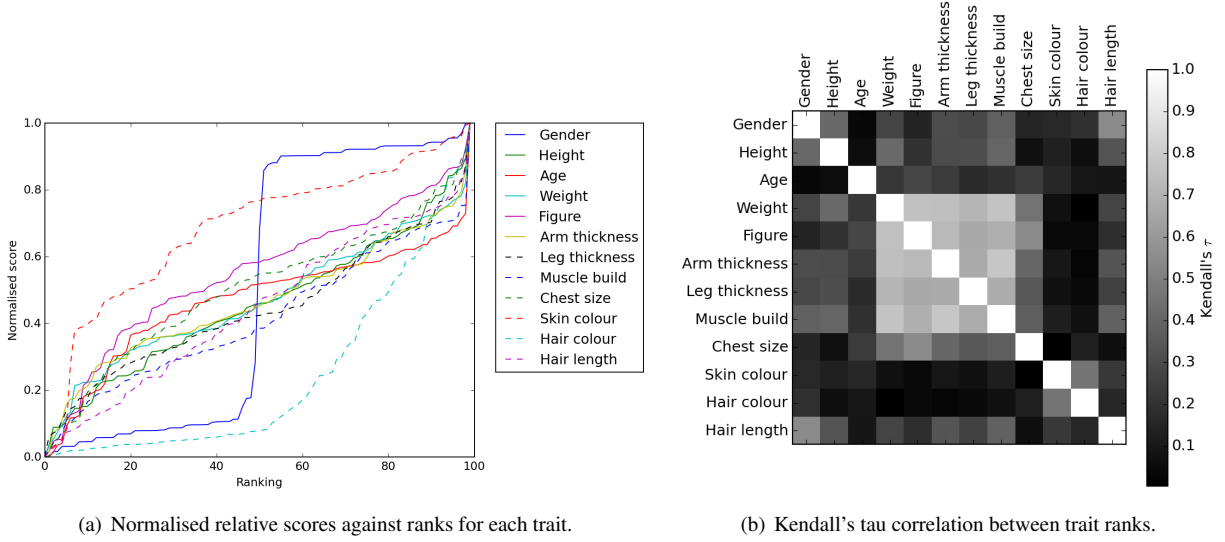 1.0
0.8
0.6
0.4
0.2
0.0
Normalised score
0 20 40 60 80 100
Ranking
Gender
Height
Age
Weight
Figure
Arm thickness
Leg thickness
Muscle build
Chest size
Skin colour
Hair colour
Hair length
(a) Normalised relative scores against ranks for each trait.
Gender
Height
Age
Weight
Figure
Arm thickness
Leg thickness
Muscle build
Chest size
Skin colour
Hair colour
Hair length
Gender
Height
Age
Weight
Figure
Arm thickness
Leg thickness
Muscle build
Chest size
Skin colour
Hair colour
Hair length
1.0
0.9
0.8
0.7
0.6
0.5
0.4
0.3
0.2
0.1
Kendall's τ
(b) Kendall's tau correlation between trait ranks.